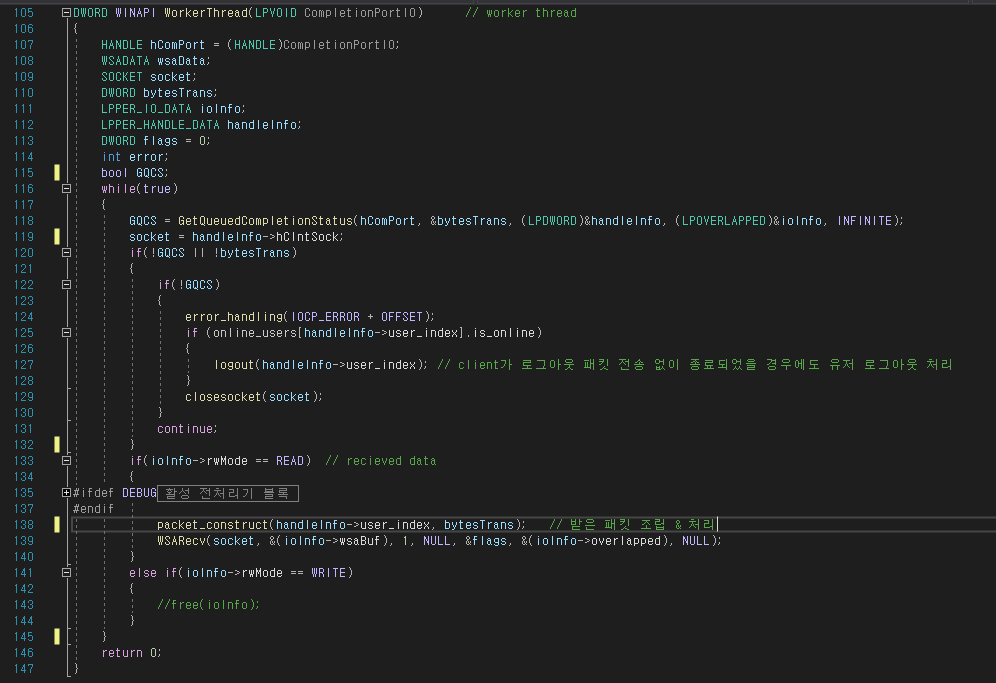 105 DWORD WINAPI WorkerThread(LPVOID CompletionPortIO) // worker thread
106 {
107 HANDLE hComPort = (HANDLE)CompletionPortIO;
108 WSADATA wsaData;
109 SOCKET socket;
110 DWORD bytesTrans;
111 LPPER_IO_DATA ioInfo;
112 LPPER_HANDLE_DATA handleInfo;
113 DWORD flags = 0;
114 int error;
115 bool GQCS;
116 while(true)
117 {
118 GQCS = GetQueuedCompletionStatus(hComPort, &bytesTrans, (LPDWORD)&handleInfo, (LPOVERLAPPED)&ioInfo, INFINITE);
119 socket = handleInfo->hClntSock;
120 if(!GQCS || !bytesTrans)
121 {
122 if(!GQCS)
123 {
124 error_handling(IOCP_ERROR + OFFSET);
125 if (online_users[handleInfo->user_index].is_online)
126 {
127 logout(handleInfo->user_index); // client가 로그아웃 패킷 전송 없이 종료되었을 경우에도 유저 로그아웃 처리
128 }
129 closesocket(socket);
130 }
131 continue;
132 }
133 if(ioInfo->rwMode == READ) // recieved data
134 {
135 #ifdef DEBUG 활성 전처리기 블록
137 #endif
138 packet_construct(handleInfo->user_index, bytesTrans); // 받은 패킷 조립 & 처리
139 WSARecv(socket, &(ioInfo->wsaBuf), 1, NULL, &flags, &(ioInfo->overlapped), NULL);
140 }
141 else if(ioInfo->rwMode == WRITE)
142 {
143 //free(ioInfo);
144 }
145 }
146 return 0;
147 }